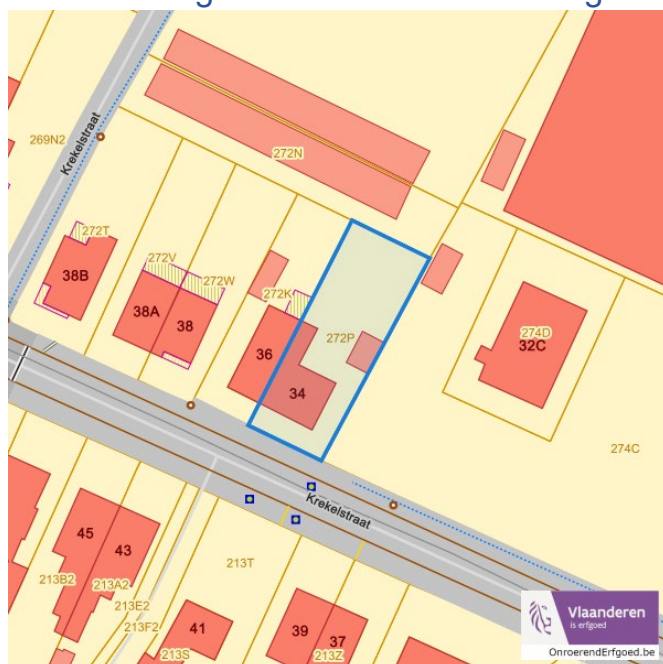 Krekelstraat
269N2
272N
272T
38B
272V
272W
38A
38
272K
36
34
272P
274D
32C
274C
Krekelstraat
45
43
213B2
213A2
213E2
213F2
213T
41
213S
39
37
213Z
Vlaanderen
is erfgoed
OnroerendErfgoed.be